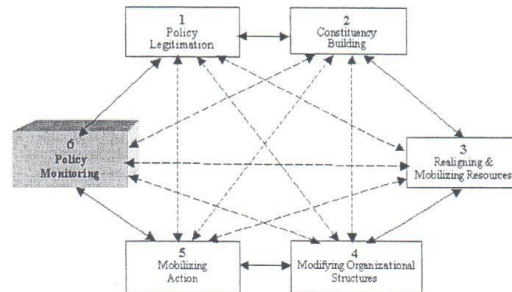 1
Policy
Legitimation
2
Constituency
Building
6
Policy
Monitoring
3
Realigning &
Mobilizing Resources
5
Mobilizing
Action
4
Modifying Organizational
Structures